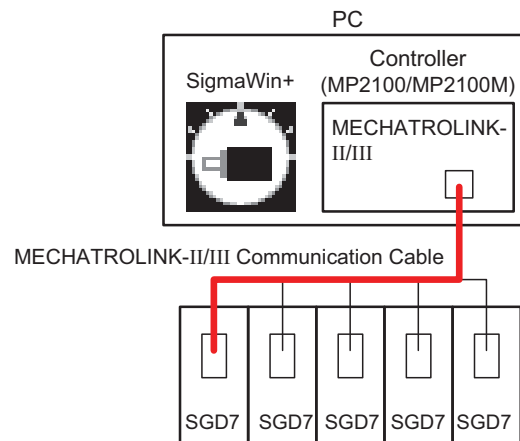 PC
SigmaWin+
Controller
(MP2100/MP2100M)
MECHATROLINK-
II/III
MECHATROLINK-II/III Communication Cable
SGD7 SGD7 SGD7 SGD7 SGD7